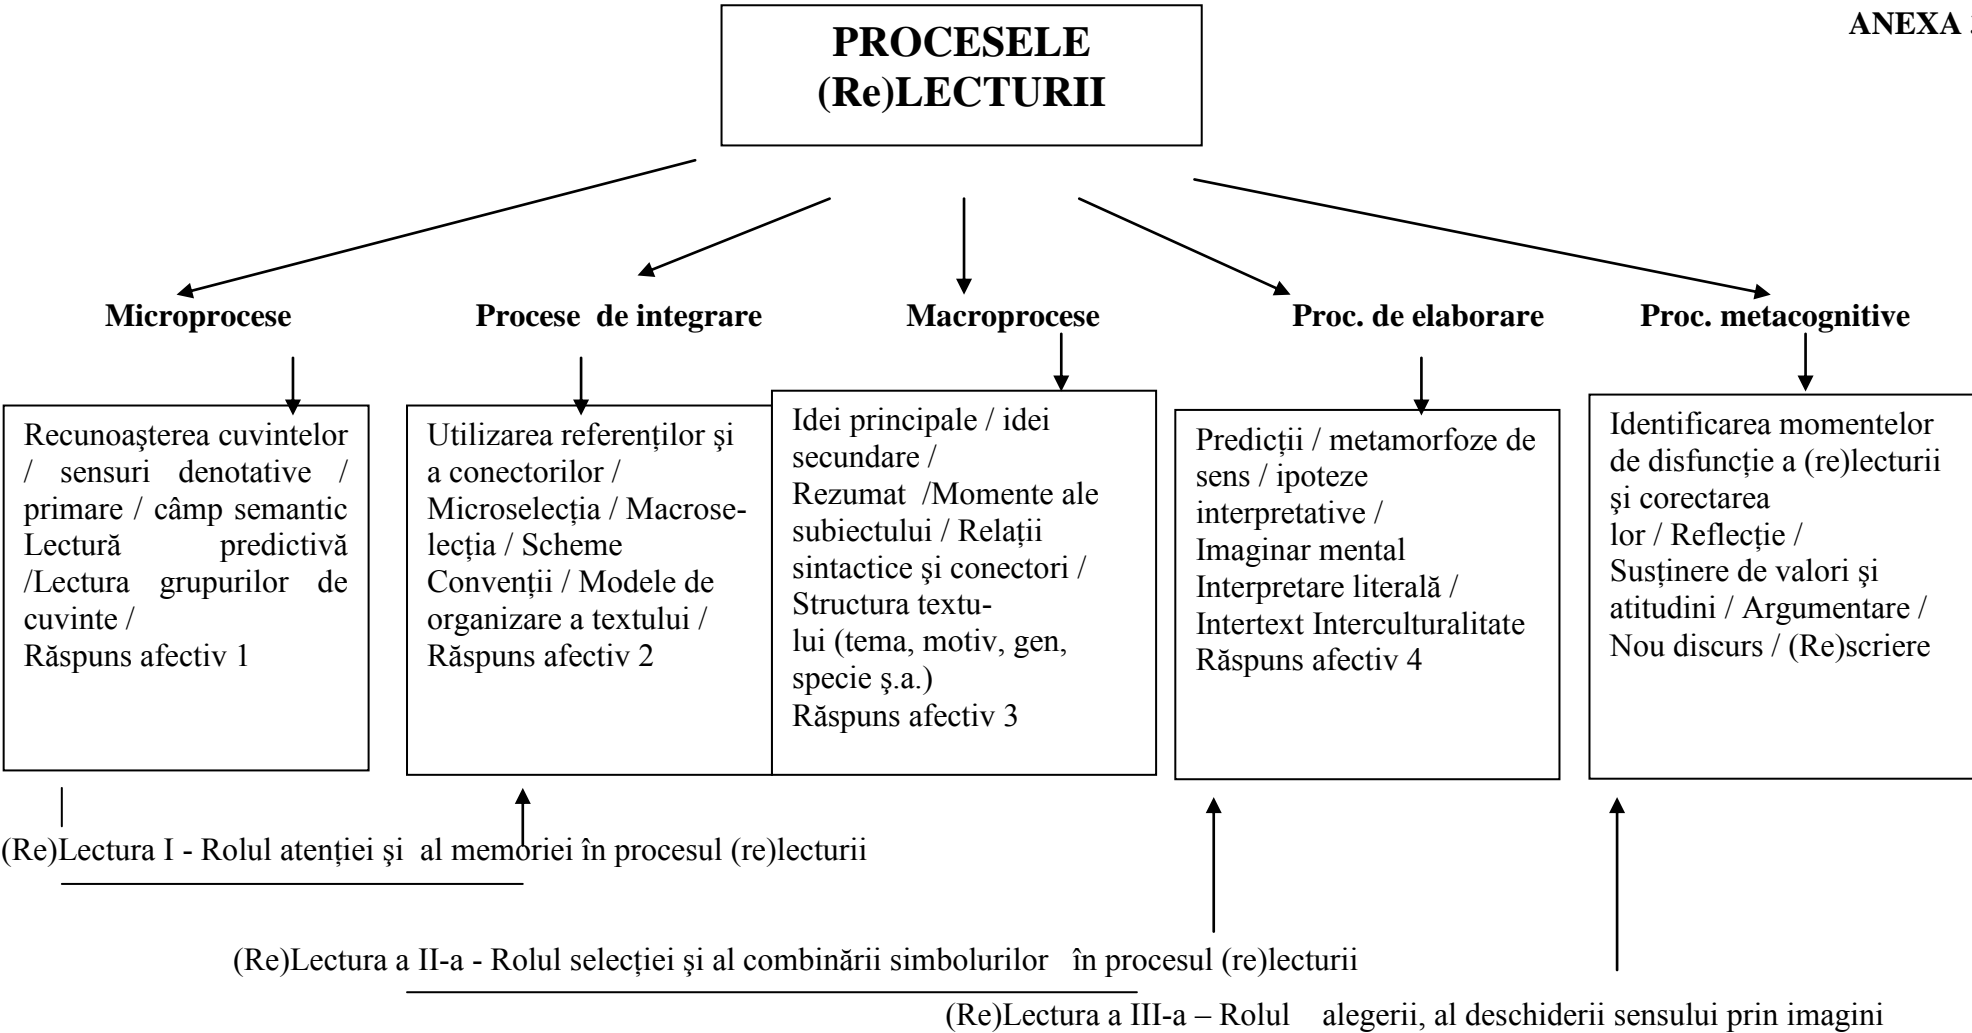 ANEXA
PROCESELE
(Re)LECTURII
Microprocese
Procese de integrare
Macroprocese
Proc. de elaborare
Proc. metacognitive
Recunoaşterea cuvintelor
/ sensuri denotative /
primare / câmp semantic
Lectură predictivă
/Lectura grupurilor de
cuvinte /
Răspuns afectiv 1
Utilizarea referenţilor şi
a conectorilor /
Microselecţia / Macrose-
lecţia / Scheme
Convenţii / Modele de
organizare a textului /
Răspuns afectiv 2
Idei principale / idei
secundare /
Rezumat /Momente ale
subiectului / Relaţii
sintactice şi conectori /
Structura textu-
lui (tema, motiv, gen,
specie ş.a.)
Răspuns afectiv 3
Predicţii / metamorfoze de
sens / ipoteze
interpretative /
Imaginar mental
Interpretare literală /
Intertext Interculturalitate
Răspuns afectiv 4
Identificarea momentelor
de disfuncţie a (re)lecturii
şi corectarea
lor / Reflecţie /
Susţinere de valori şi
atitudini / Argumentare /
Nou discurs / (Re)scriere
(Re)Lectura I - Rolul atenţiei şi al memoriei în procesul (re)lecturii
(Re)Lectura a II-a - Rolul selecţiei şi al combinării simbolurilor în procesul (re)lecturii
(Re)Lectura a III-a – Rolul alegerii, al deschiderii sensului prin imagini